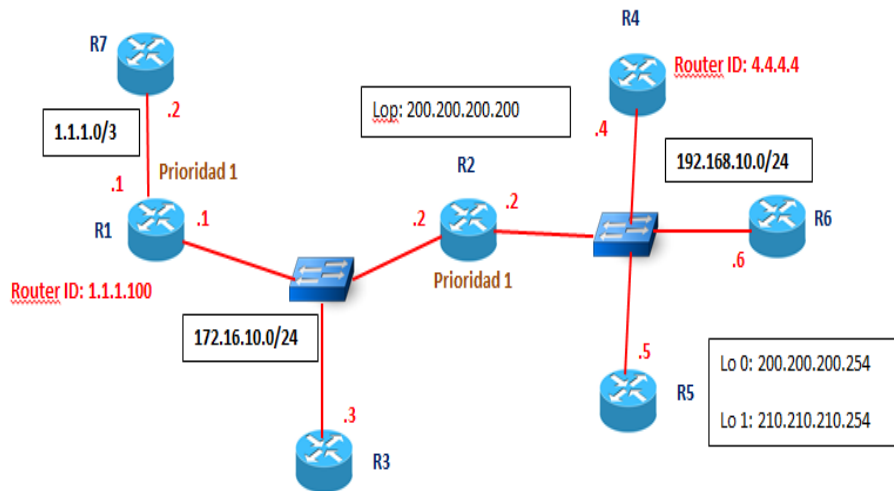 R7
R4
Router ID: 4.4.4.4
.2
Lop: 200.200.200.200
1.1.1.0/3
.4
Prioridad 1
R2
192.168.10.0/24
.1
.1
.2
.2
R1
R6
Prioridad 1
.6
Router ID: 1.1.1.100
172.16.10.0/24
.5
Lo 0: 200.200.200.254
R5
.3
Lo 1: 210.210.210.254
R3